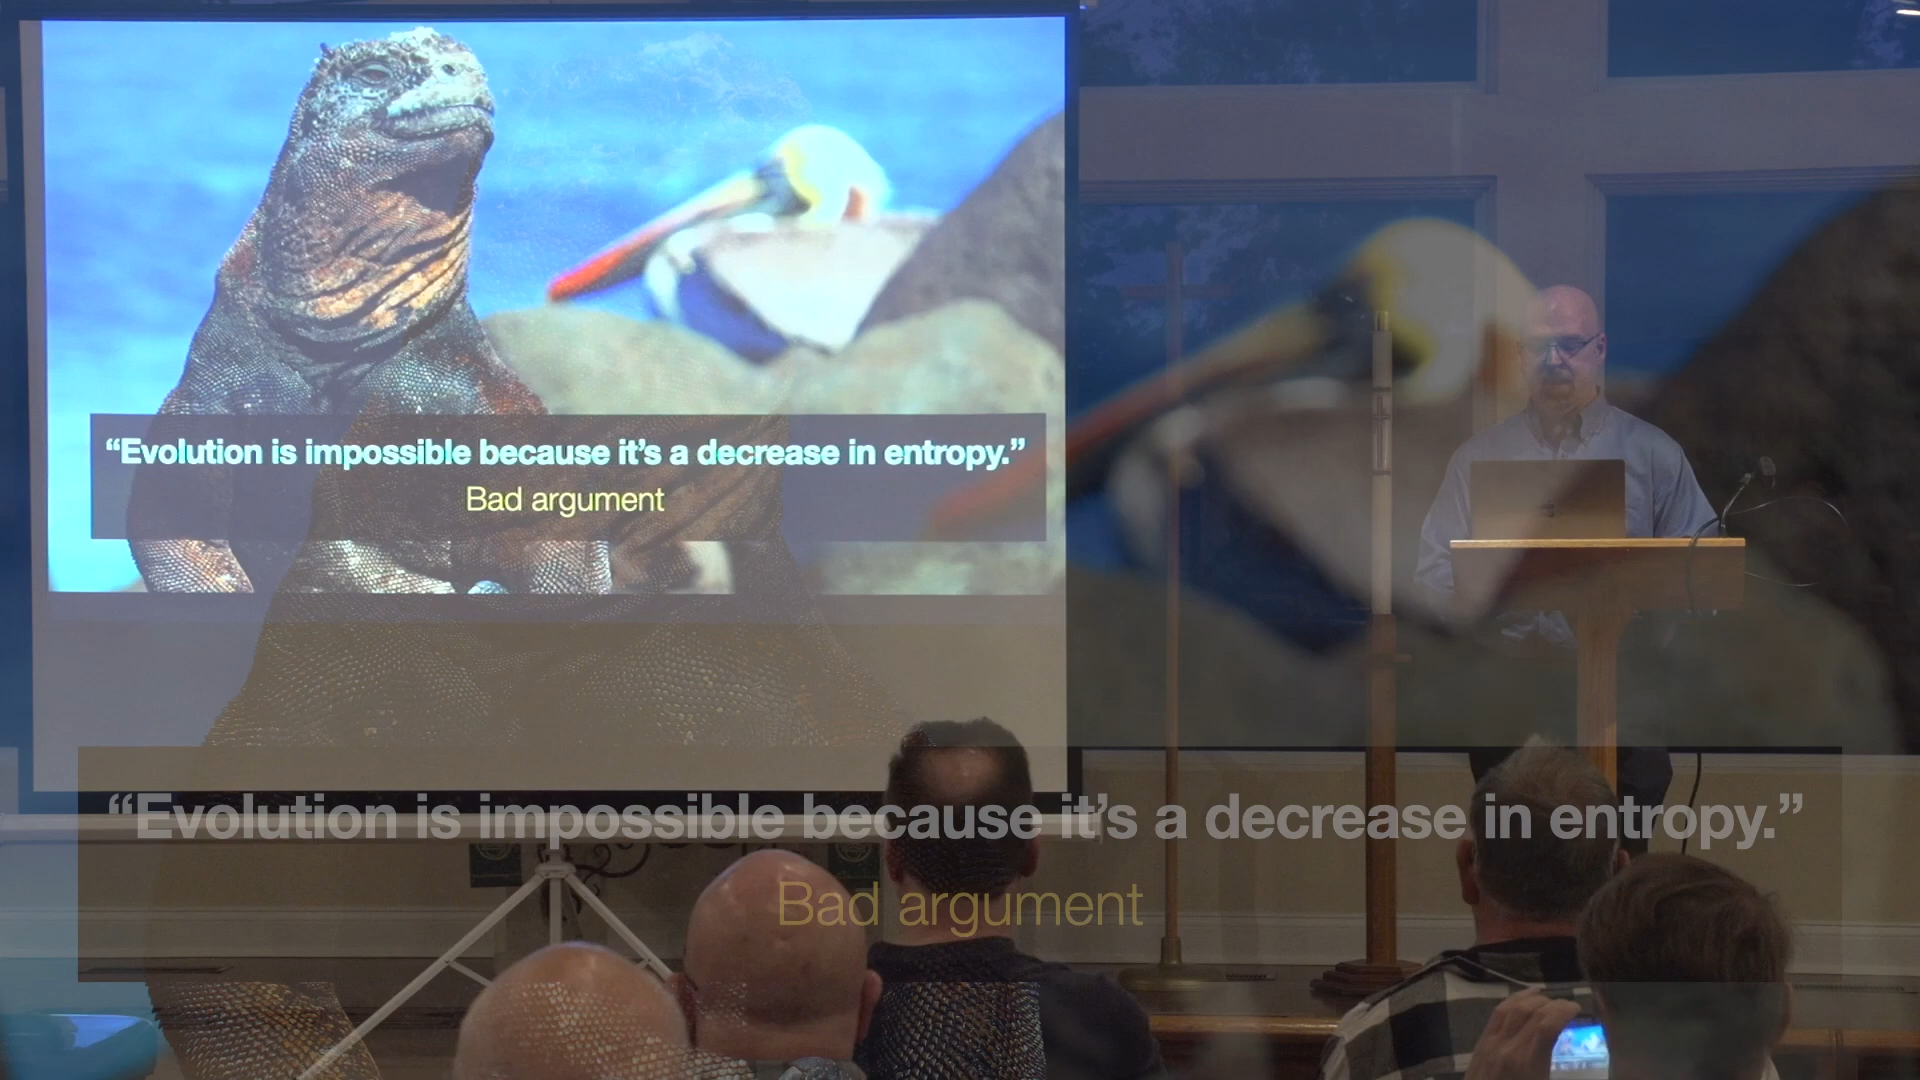 “Evolution is impossible because it’s a decrease in entropy.”
Bad argument
“Evolution is impossible because it’s a decrease in entropy.”
Bad argument